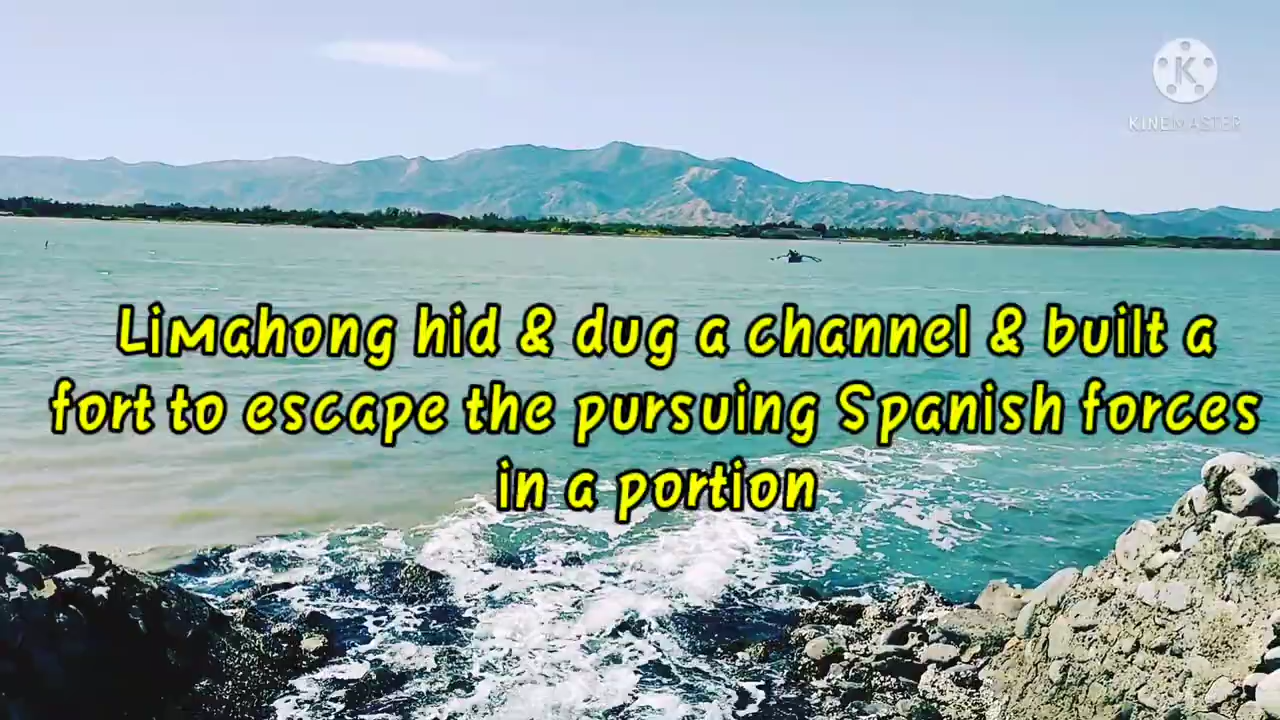 K
KINEMASTER
Limahong hid & dug a channel & built a
fort to escape the pursuing Spanish forces
in a portion